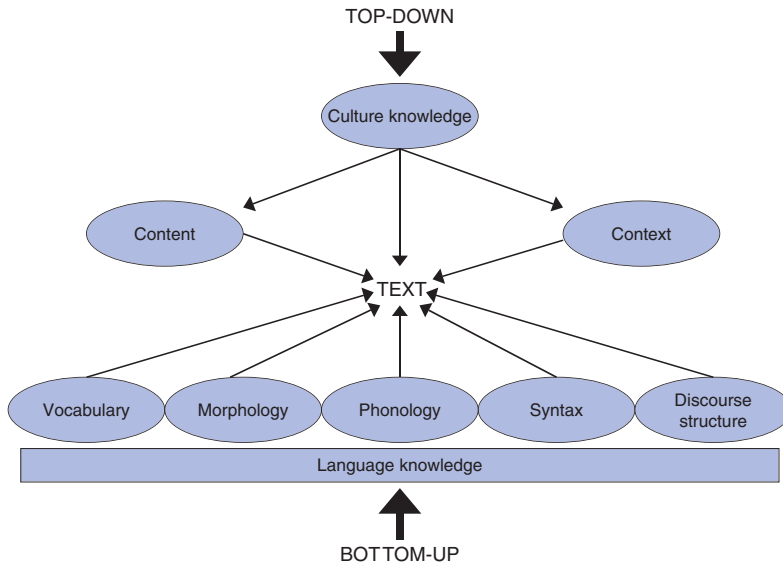 TOP-DOWN
Culture knowledge
Content
Context
TEXT
Vocabulary
Morphology
Phonology
Syntax
Discourse
structure
Language knowledge
BOTTOM-UP